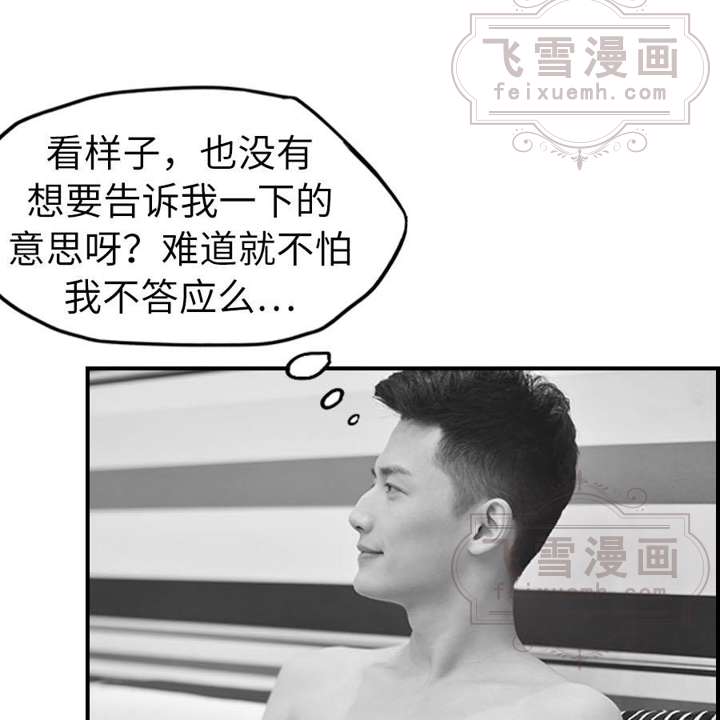 飞雪漫画
feixuemh.com
看样子，也没有
想要告诉我一下的
意思呀？难道就不怕
我不答应么...
飞雪漫画
feixuemh.com